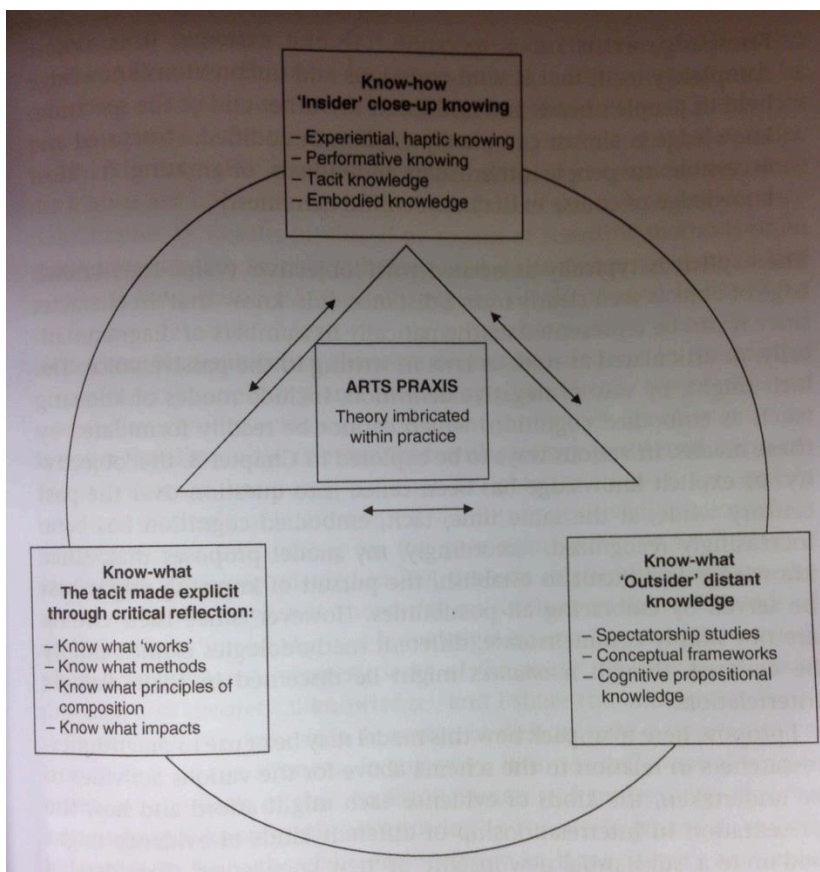 Know-how
‘Insider’ close-up knowing
– Experiential, haptic knowing
– Performative knowing
– Tacit knowledge
– Embodied knowledge
ARTS PRAXIS
Theory imbricated
within practice
Know-what
The tacit made explicit
through critical reflection:
– Know what works’
– Know what methods
– Know what principles of
composition
– Know what impacts
Know-what
‘Outsider’ distant
knowledge
– Spectatorship studies
– Conceptual frameworks
– Cognitive propositional
knowledge